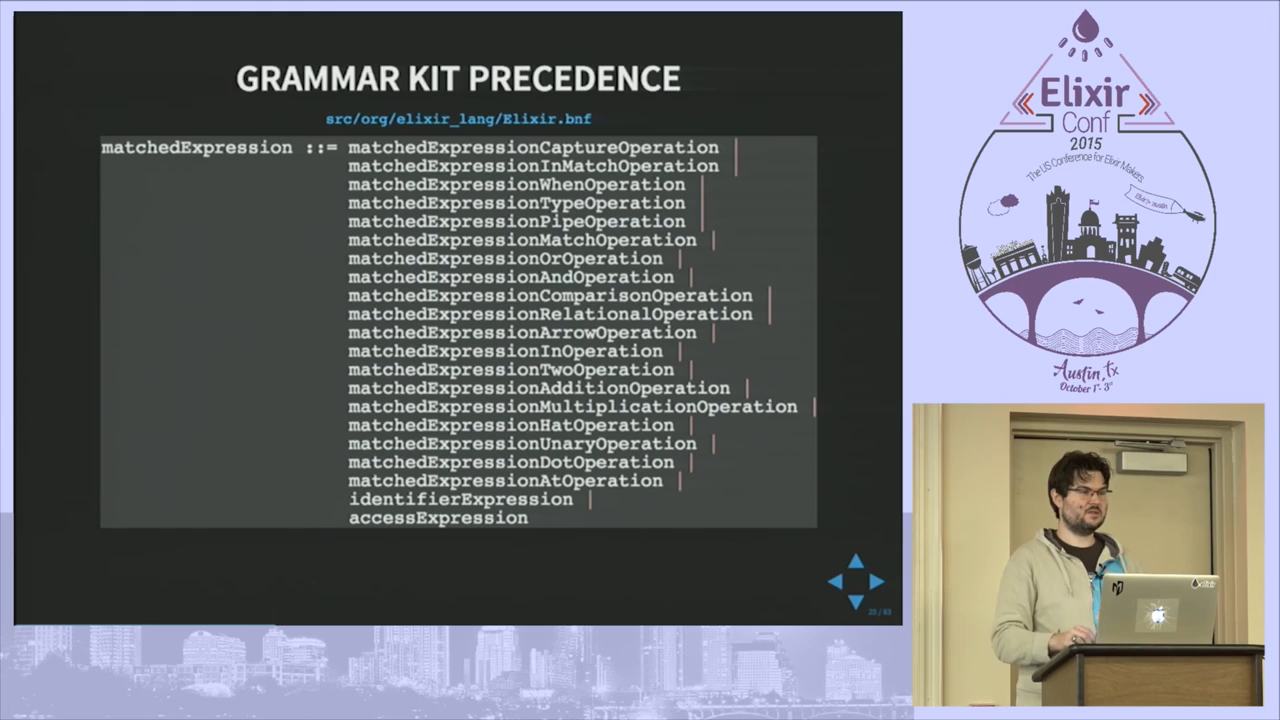 GRAMMAR KIT PRECEDENCE
src/org/elixir_lang/Elixir.bnf
matchedExpression ::= matchedExpressionCaptureOperation |
matchedExpressionInMatchOperation |
matchedExpressionWhenOperation |
matchedExpressionTypeOperation |
matchedExpressionPipeOperation |
matchedExpressionMatchOperation |
matchedExpressionOrOperation |
matchedExpressionAndOperation |
matchedExpressionComparisonOperation |
matchedExpressionRelationalOperation |
matchedExpressionArrowOperation |
matchedExpressionInOperation |
matchedExpressionTwoOperation |
matchedExpressionAdditionOperation |
matchedExpressionMultiplicationOperation |
matchedExpressionHatOperation |
matchedExpressionUnaryOperation |
matchedExpressionDotOperation |
matchedExpressionAtOperation |
identifierExpression |
accessExpression
Elixir
Conf
2015
The US Conference for Elixir Makers
Austin, Tx
October 1st - 3rd